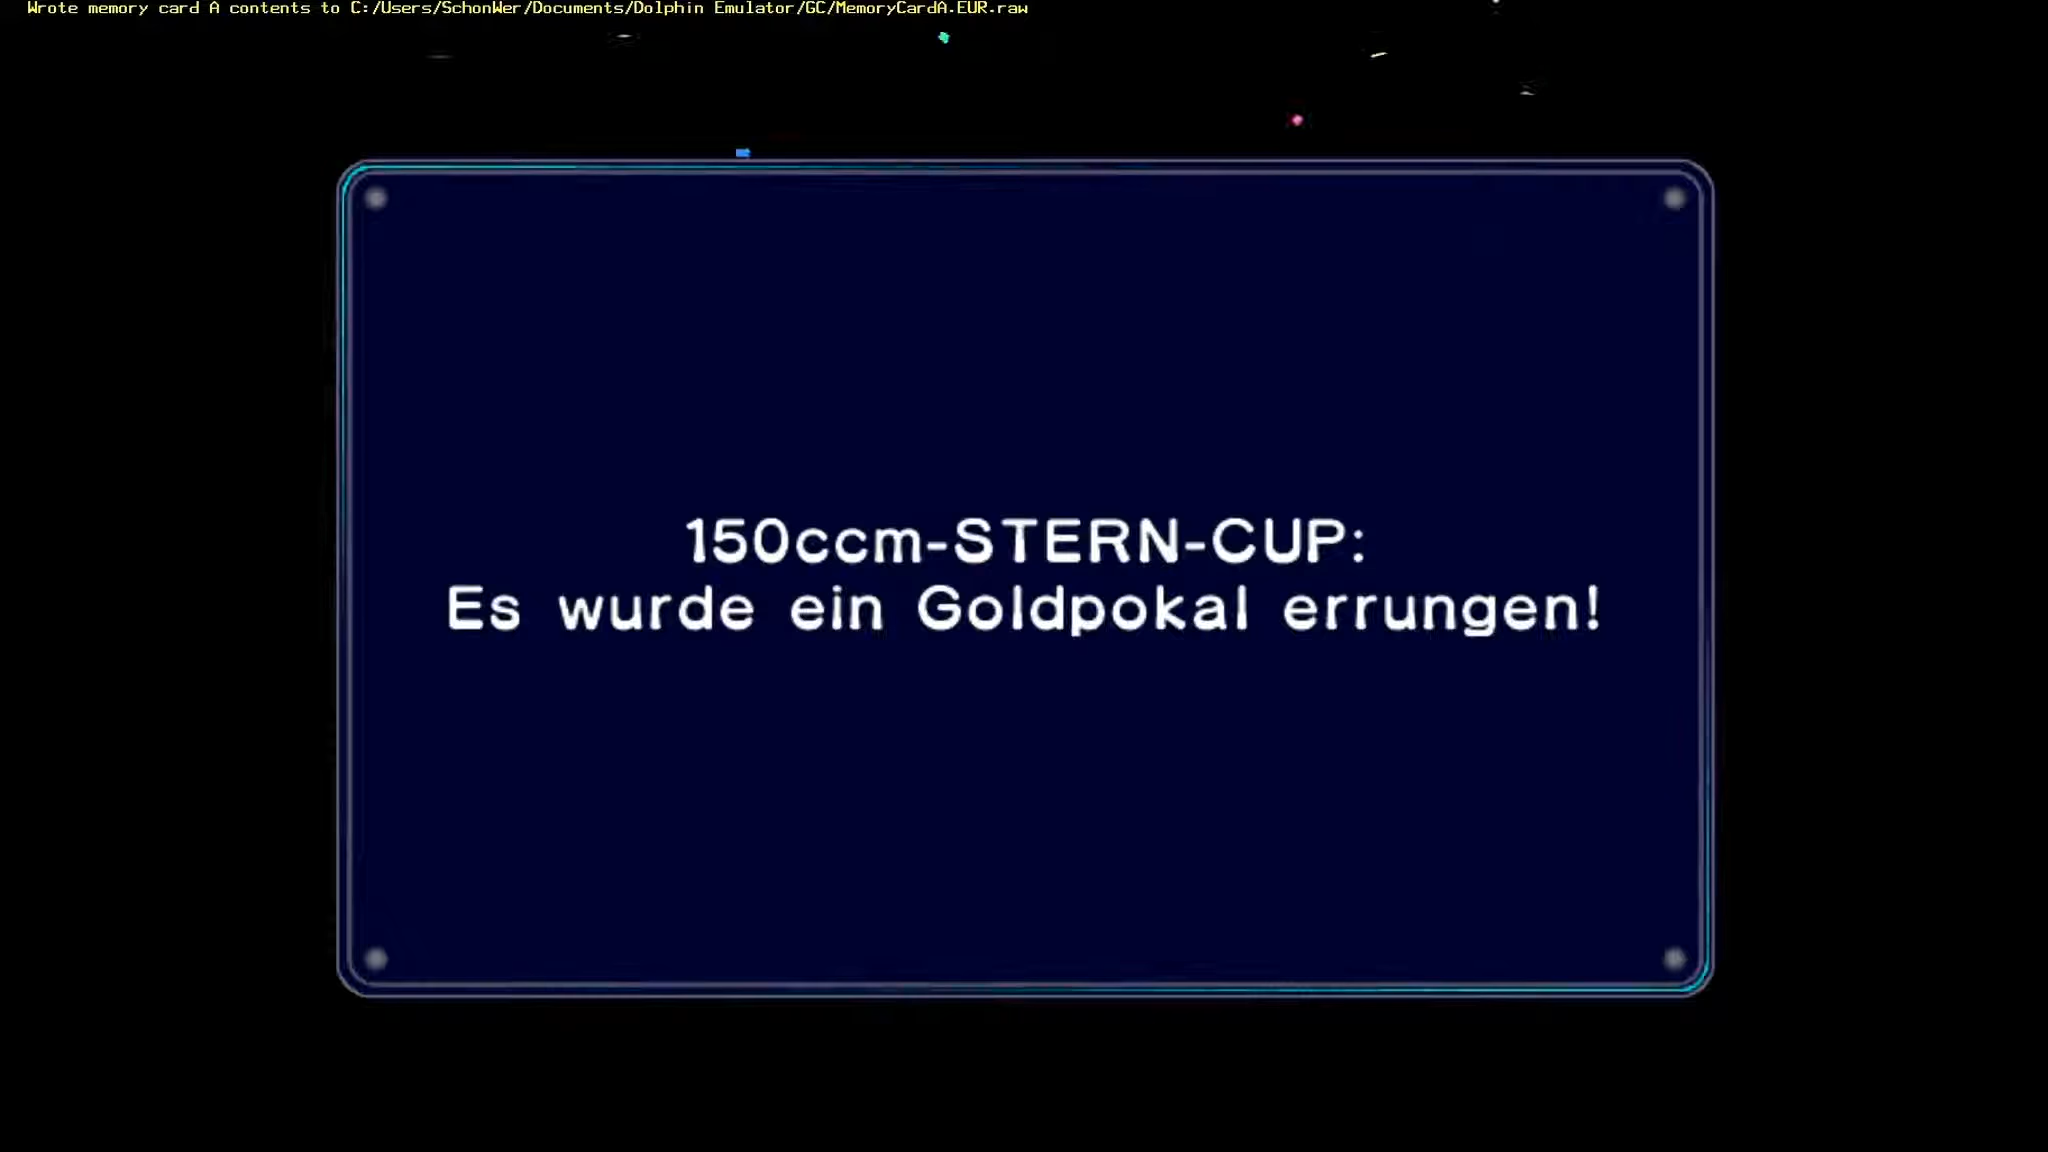 Wrote memory card A contents to C:/Users/SchonWer/Documents/Dolphin Emulator/GC/MemoryCardA.EUR.raw
150ccm-STERN-CUP:
Es wurde ein Goldpokal errungen!